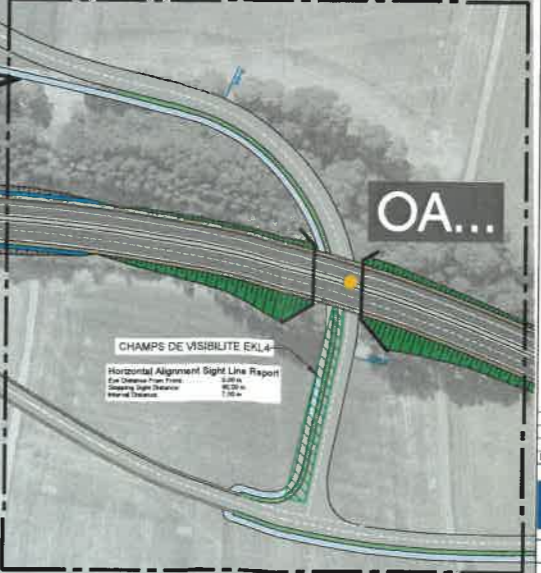 OA...
CHAMPS DE VISIBILITE EKL4
Horizontal Alignment Sight Line Report
Eye Distance From Front:
Stopping Sight Distance:
Interval Distance: